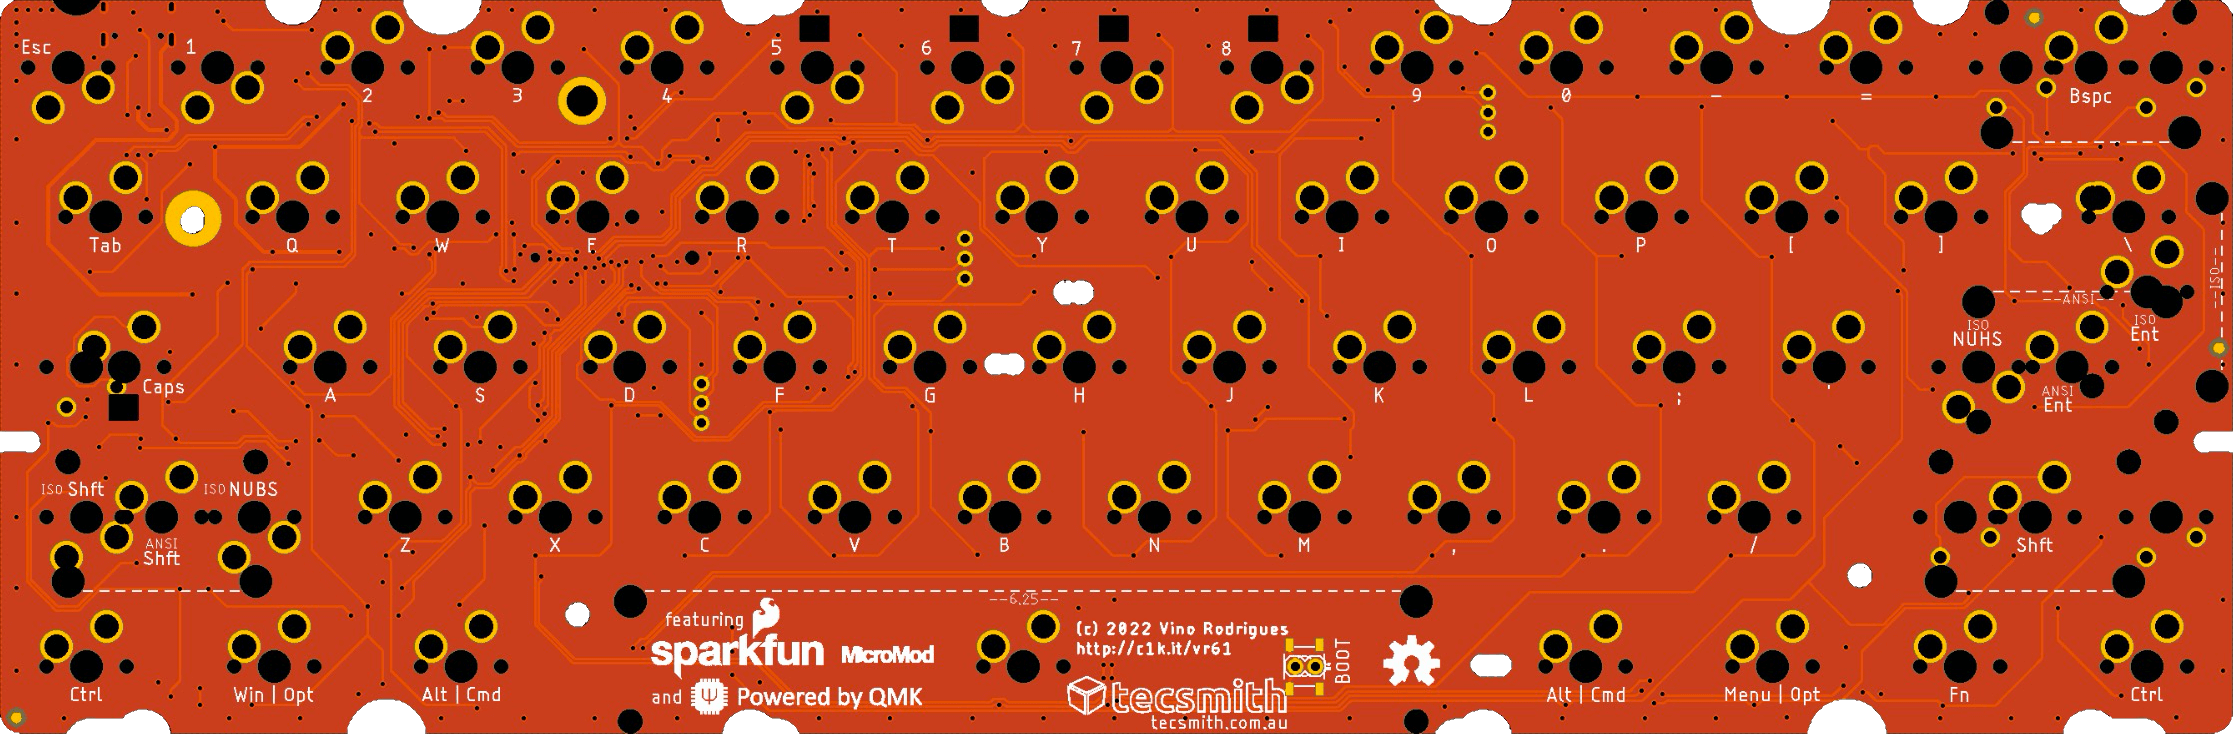 Esc 1 5 6 7 8
2 3 4 9 0 - = Bspc
Tab Q W E R T Y U I O P [ ] \
--ISO--
--ANSI--
ISO
NUHS
ISO
Ent
Caps A S D F G H J K L ; '
ANSI
Ent
ISO Shft ISO NUBS
ANSI
Shft
Z X C V B N M , . / Shft
--6.25--
featuring
sparkfun MicroMod
and Powered by QMK
(c) 2022 Vino Rodrigues
http://c1k.it/vr61
BOOT
tecsmith
tecsmith.com.au
Ctrl Win | Opt Alt | Cmd Alt | Cmd Menu | Opt Fn Ctrl